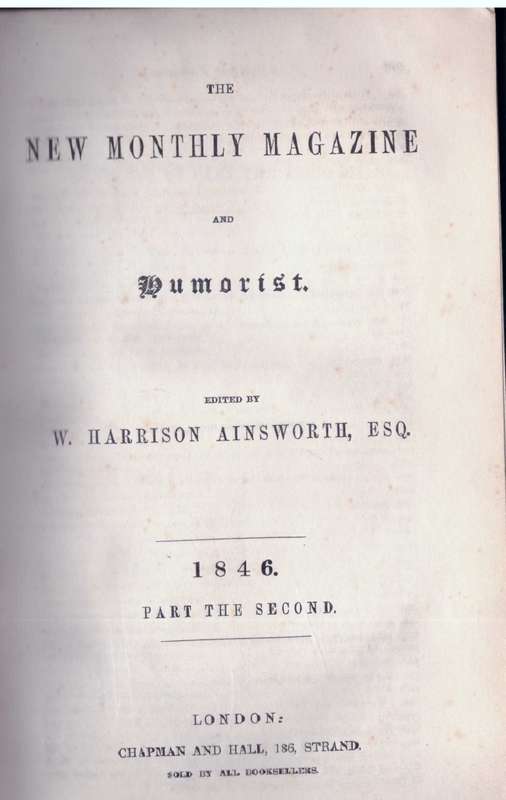 THE
NEW MONTHLY MAGAZINE
AND
Humorist.
EDITED BY
W. HARRISON AINSWORTH, ESQ.
1846.
PART THE SECOND.
LONDON:
CHAPMAN AND HALL, 186, STRAND.
SOLD BY ALL BOOKSELLERS.